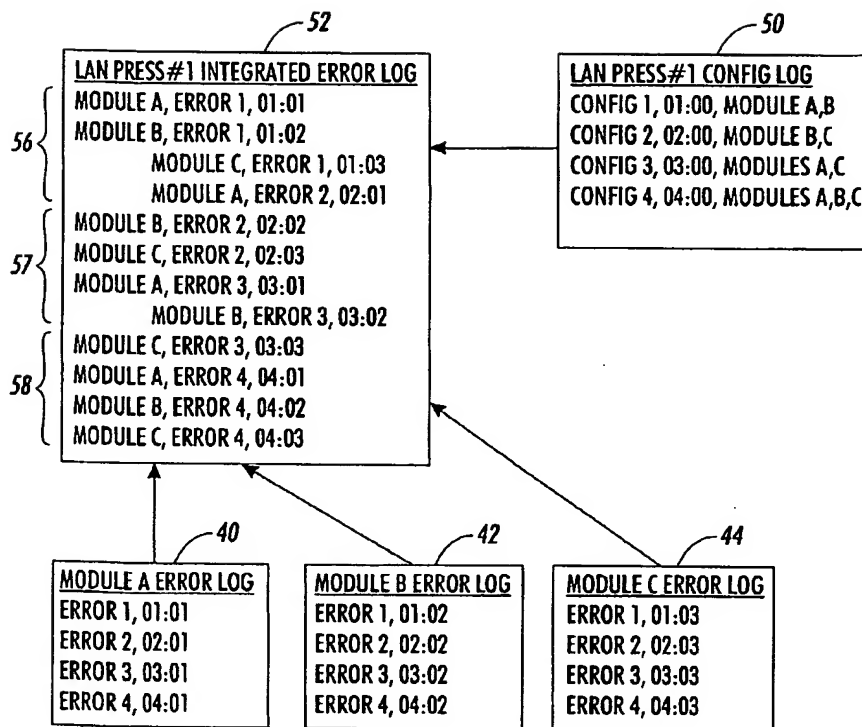 52
50
LAN PRESS#1 INTEGRATED ERROR LOG
MODULE A, ERROR 1, 01:01
MODULE B, ERROR 1, 01:02
MODULE C, ERROR 1, 01:03
MODULE A, ERROR 2, 02:01
56
MODULE B, ERROR 2, 02:02
MODULE C, ERROR 2, 02:03
MODULE A, ERROR 3, 03:01
MODULE B, ERROR 3, 03:02
57
MODULE C, ERROR 3, 03:03
MODULE A, ERROR 4, 04:01
MODULE B, ERROR 4, 04:02
MODULE C, ERROR 4, 04:03
58
LAN PRESS#1 CONFIG LOG
CONFIG 1, 01:00, MODULE A,B
CONFIG 2, 02:00, MODULE B,C
CONFIG 3, 03:00, MODULES A,C
CONFIG 4, 04:00, MODULES A,B,C
40
MODULE A ERROR LOG
ERROR 1, 01:01
ERROR 2, 02:01
ERROR 3, 03:01
ERROR 4, 04:01
42
MODULE B ERROR LOG
ERROR 1, 01:02
ERROR 2, 02:02
ERROR 3, 03:02
ERROR 4, 04:02
44
MODULE C ERROR LOG
ERROR 1, 01:03
ERROR 2, 02:03
ERROR 3, 03:03
ERROR 4, 04:03